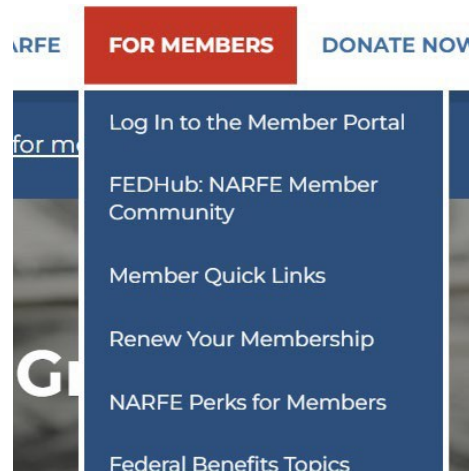 FOR MEMBERS
DONATE
Log In to the Member Portal
for
FEDHub: NARFE Member
Community
Member Quick Links
Renew Your Membership
NARFE Perks for Members
Federal Benefits Topics